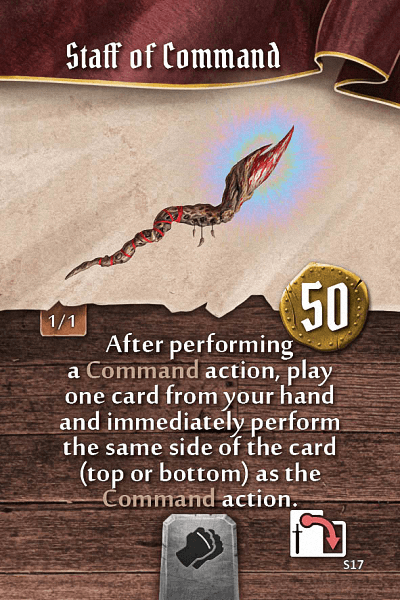 Staff of Command
50
1/1
After performing
a Command action, play
one card from your hand
and immediately perform
the same side of the card
(top or bottom) as the
Command action.
S17